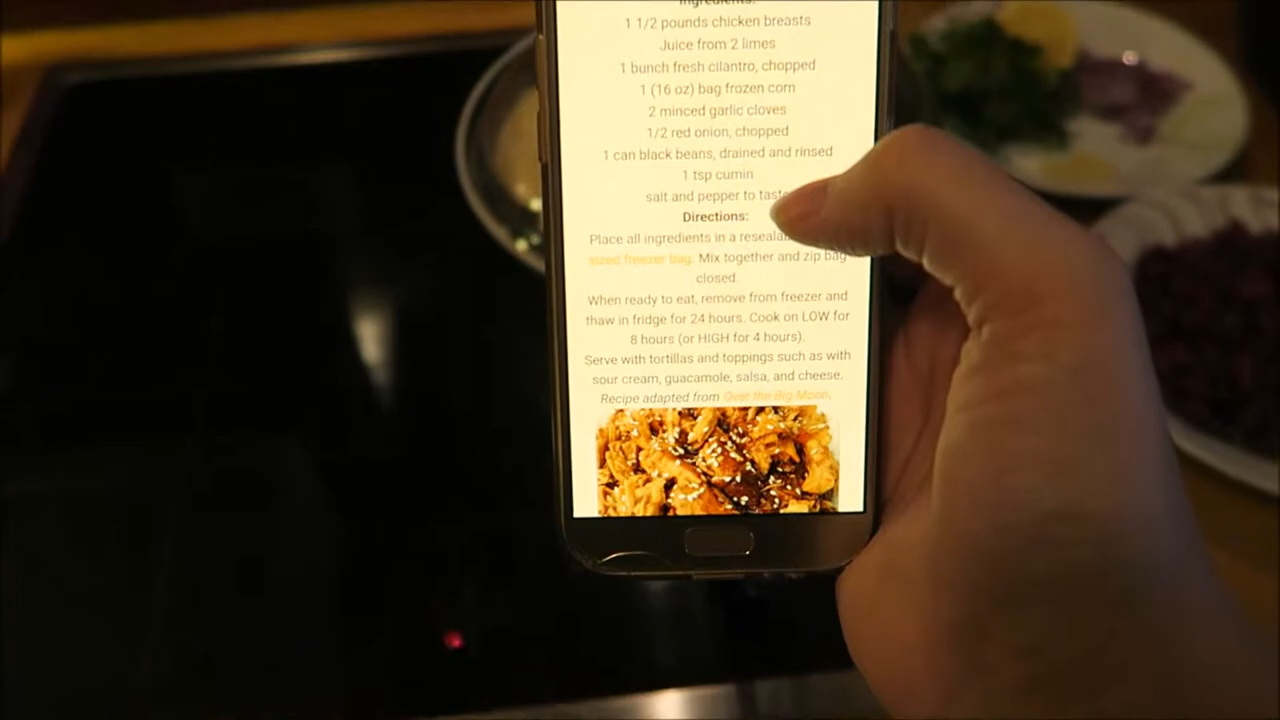 Ingredients:
1 1/2 pounds chicken breasts
Juice from 2 limes
1 bunch fresh cilantro, chopped
1 (16 oz) bag frozen corn
2 minced garlic cloves
1/2 red onion, chopped
1 can black beans, drained and rinsed
1 tsp cumin
salt and pepper to taste
Directions:
Place all ingredients in a
sized freezer bag. Mix together and zip bag
closed.
When ready to eat, remove from freezer and
thaw in fridge for 24 hours. Cook on LOW for
8 hours (or HIGH for 4 hours).
Serve with tortillas and toppings such as with
sour cream, guacamole, salsa, and cheese.
Recipe adapted from Over the Big Moon.